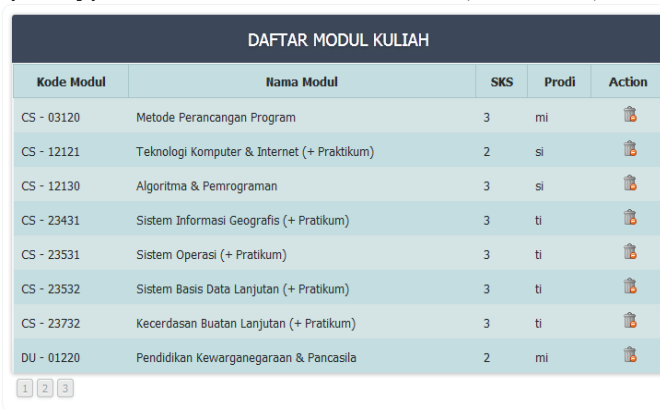 DAFTAR MODUL KULIAH
Kode Modul Nama Modul SKS Prodi Action
CS - 03120 Metode Perancangan Program 3 mi
CS - 12121 Teknologi Komputer & Internet (+ Praktikum) 2 si
CS - 12130 Algoritma & Pemrograman 3 si
CS - 23431 Sistem Informasi Geografis (+ Pratikum) 3 ti
CS - 23531 Sistem Operasi (+ Pratikum) 3 ti
CS - 23532 Sistem Basis Data Lanjutan (+ Pratikum) 3 ti
CS - 23732 Kecerdasan Buatan Lanjutan (+ Pratikum) 3 ti
DU - 01220 Pendidikan Kewarganegaraan & Pancasila 2 mi
1 2 3